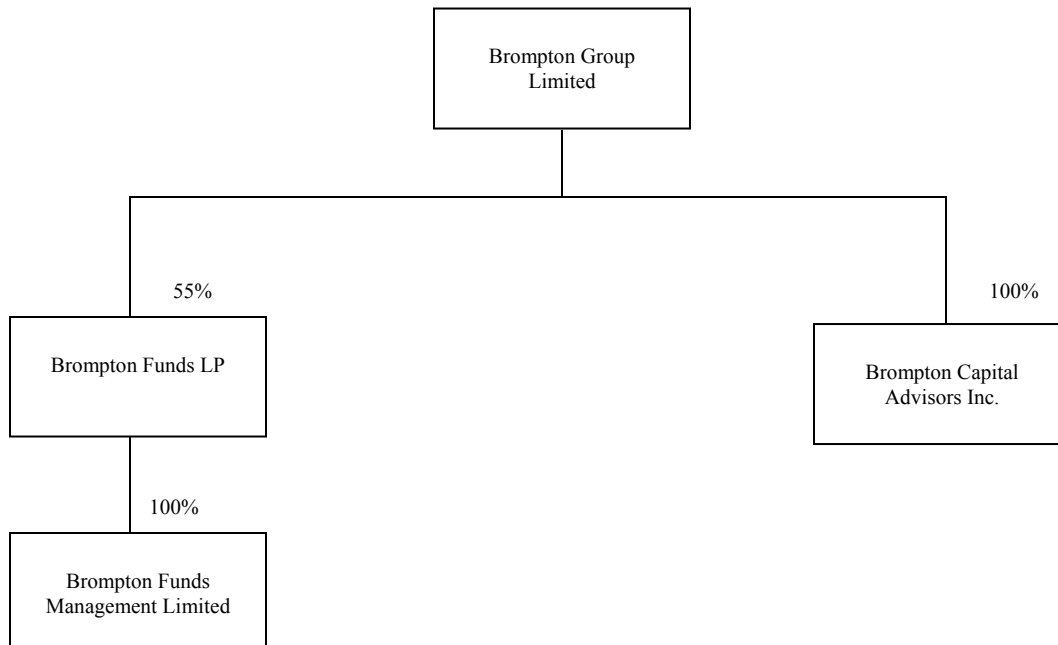 Brompton Group
Limited
55%
100%
Brompton Funds LP
Brompton Capital
Advisors Inc.
100%
Brompton Funds
Management Limited